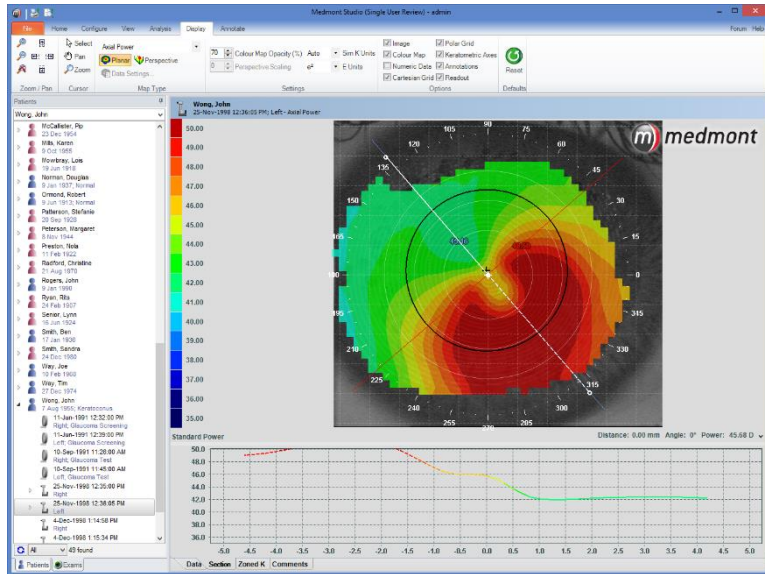 Medmont Studio (Single User Review) - admin
File Home Configure View Analysis Display Annotate Forum Help
Select
Pan
Zoom
Axial Power
Planar Perspective
Data Settings...
70 Colour Map Opacity (%) Auto Sim K Units
0 Perspective Scaling e² E Units
Image Polar Grid
Colour Map Keratometric Axes
Numeric Data Annotations
Cartesian Grid Readout
Reset
Zoom / Pan Cursor Map Type Settings Options Defaults
Patients
Wong, John
McCallister, Pip
23 Dec 1964
Mills, Karon
9 Oct 1955
Mowbray, Lois
19 Jun 1918
Norman, Douglas
9 Jan 1937; Normal
Ormond, Robert
9 Jun 1913; Normal
Patterson, Stefanie
20 Sep 1928
Peterson, Margaret
8 Nov 1944
Preston, Nola
11 Feb 1922
Radford, Christine
21 Aug 1970
Rogers, John
9 Jan 1990
Ryan, Rita
24 Feb 1907
Senior, Lynn
16 Jun 1924
Smith, Ben
17 Jan 1930
Smith, Sandra
24 Dec 1980
Way, Joe
10 Feb 1903
Way, Tim
27 Dec 1974
Wong, John
7 Aug 1955; Keratoconus
11-Jun-1991 12:32:00 PM
Right; Glaucoma Screening
11-Jun-1991 12:39:00 PM
Left; Glaucoma Screening
10-Sep-1991 11:28:00 AM
Right; Glaucoma Test
10-Sep-1991 11:45:00 AM
Left; Glaucoma Test
25-Nov-1998 12:35:00 PM
Right
25-Nov-1998 12:36:05 PM
Left
4-Dec-1998 1:14:58 PM
Right
4-Dec-1998 1:15:34 PM
All 49 found
Patients Exams
Wong, John
25-Nov-1998 12:36:05 PM; Left - Axial Power
50.00
49.00
48.00
47.00
46.00
45.00
44.00
43.00
42.00
41.00
40.00
39.00
38.00
37.00
36.00
35.00
medmont
105 90 75
120 60
135 45
30
165 15
180 0
195 345
210 330
225 315
240 300
255 270 285
Standard Power
Distance: 0.00 mm Angle: 0° Power: 45.68 D
50.0
48.0
46.0
44.0
42.0
40.0
38.0
36.0
-5.0 -4.5 -4.0 -3.5 -3.0 -2.5 -2.0 -1.5 -1.0 -0.5 0.0 0.5 1.0 1.5 2.0 2.5 3.0 3.5 4.0 4.5 5.0
Data Section Zoned K Comments